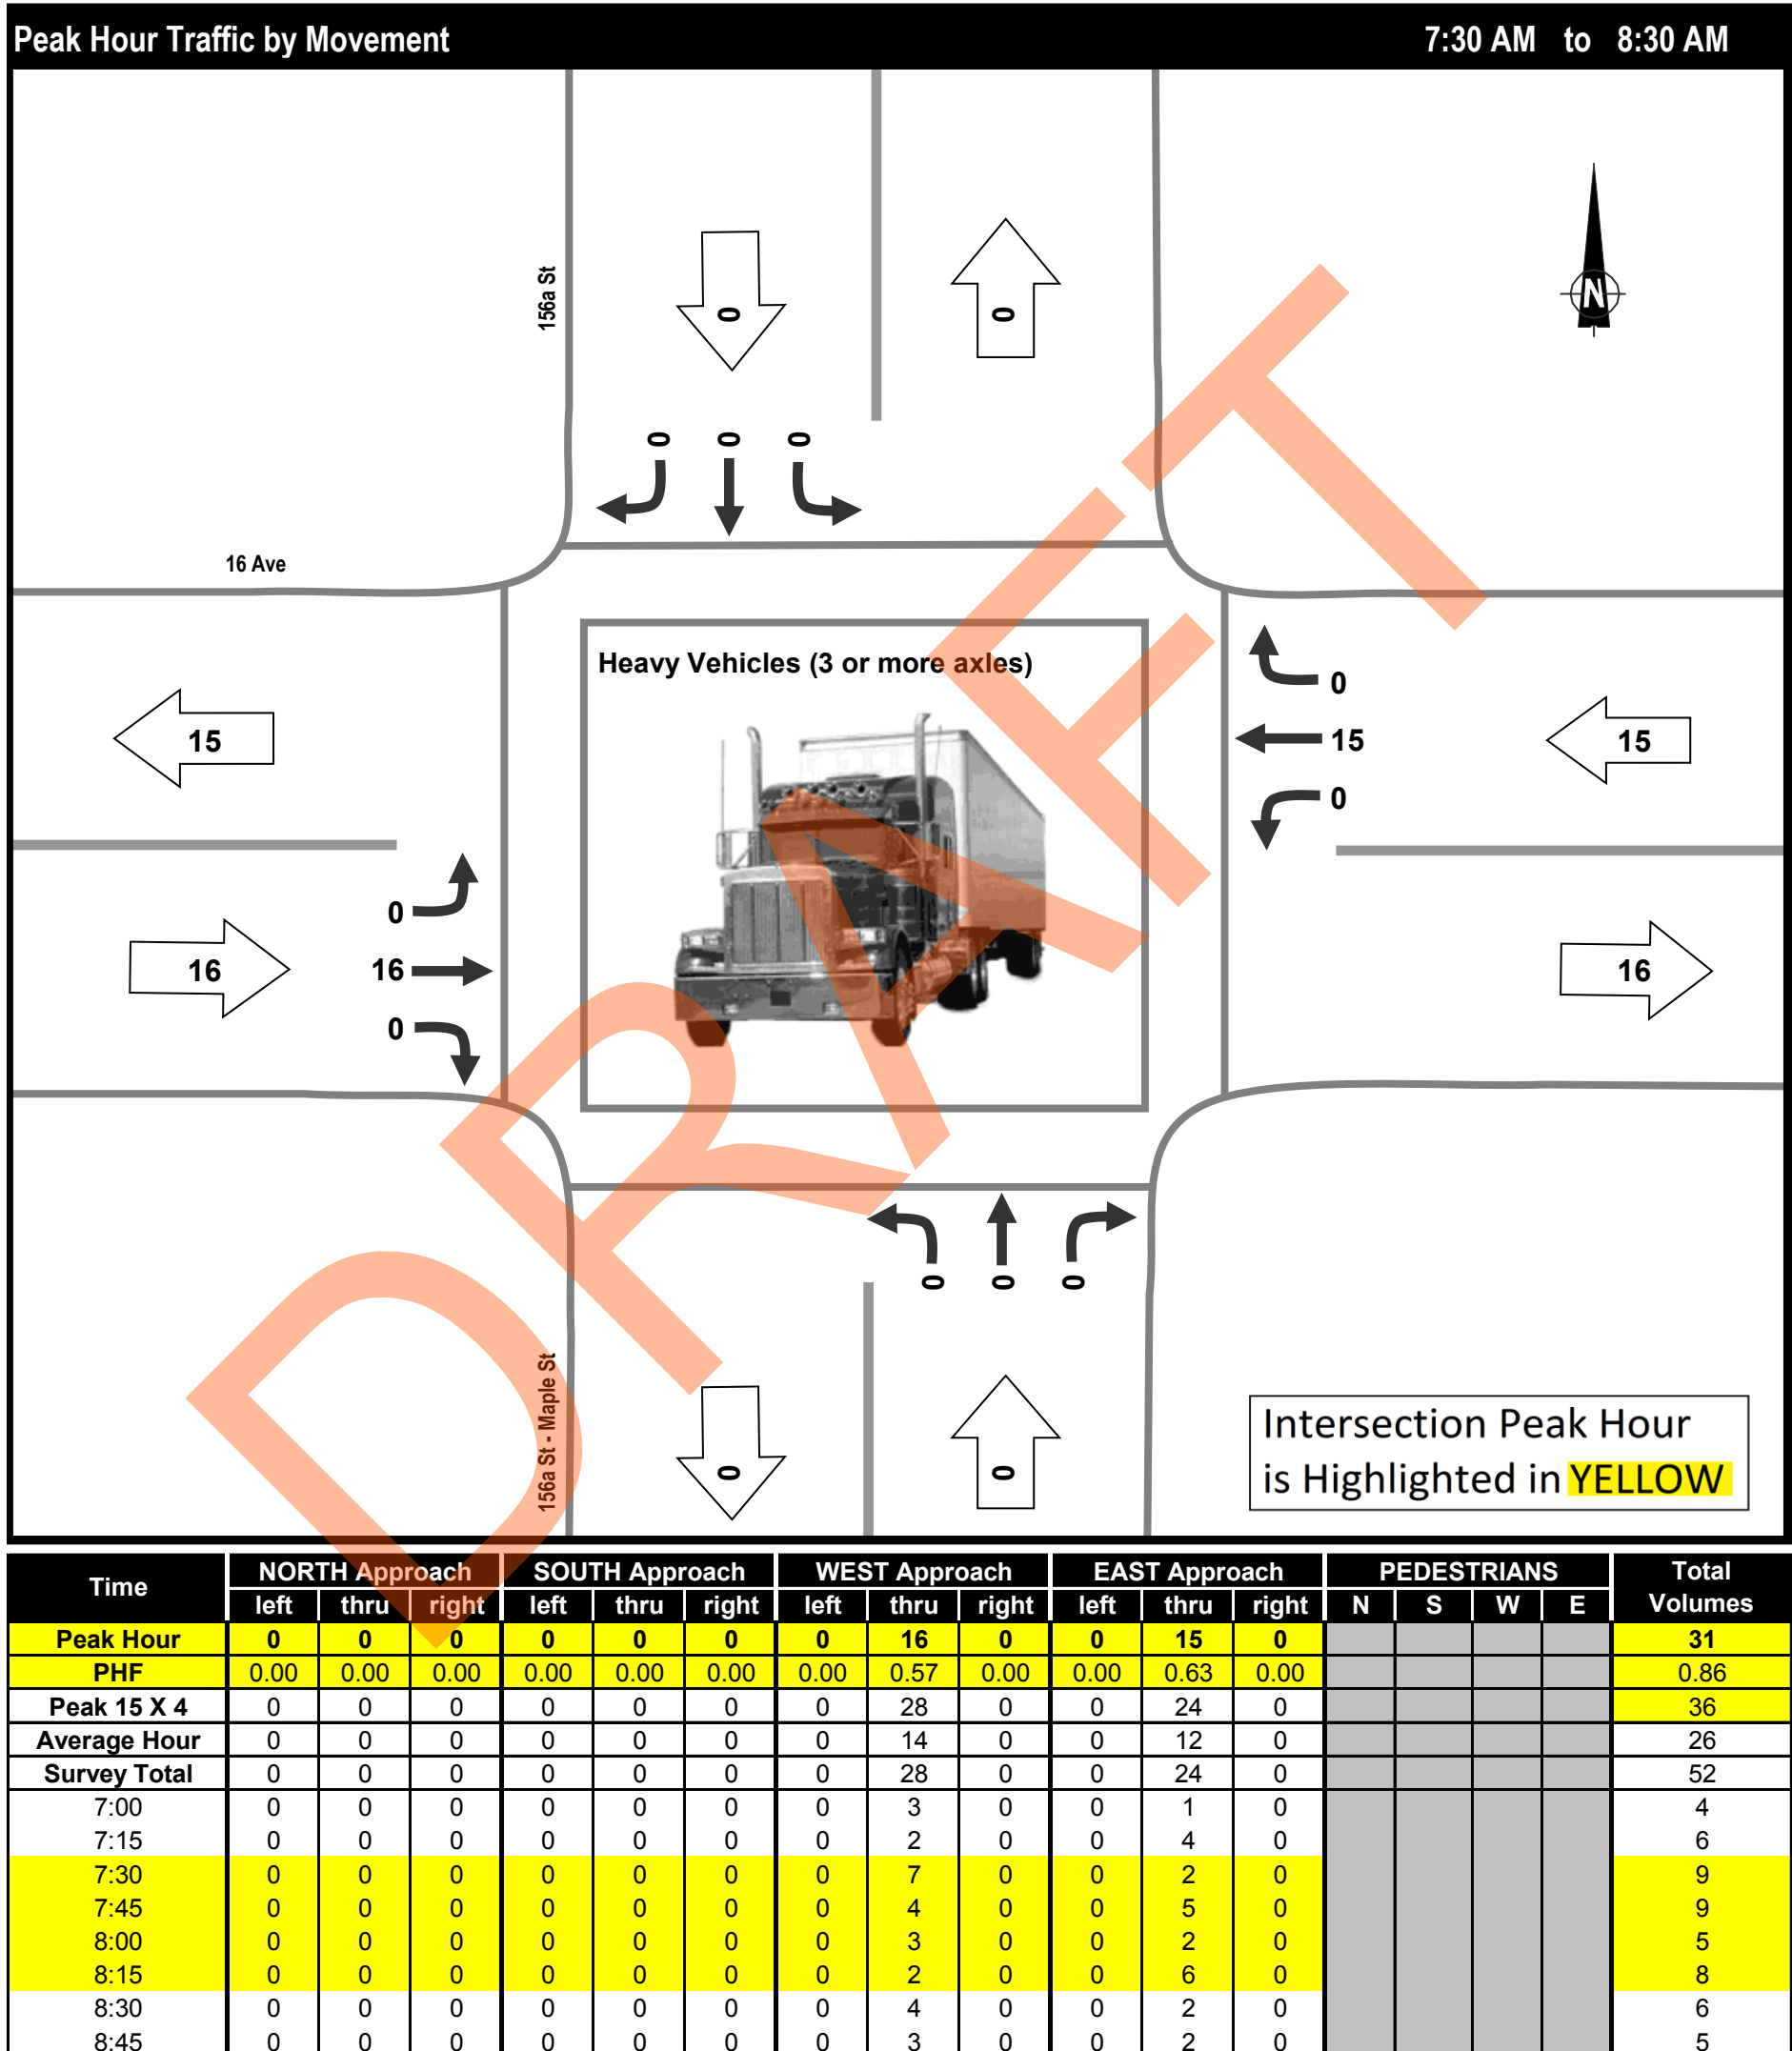 Peak Hour Traffic by Movement 7:30 AM to 8:30 AM
156a St
0 0
0 0 0
N
16 Ave
Heavy Vehicles (3 or more axles)
0
15 15 15
0
0
16 16 16
0
0 0 0
156a St - Maple St
0 0
Intersection Peak Hour
is Highlighted in YELLOW
DRAFT
Time NORTH Approach SOUTH Approach WEST Approach EAST Approach PEDESTRIANS Total Volumes
left thru right left thru right left thru right left thru right N S W E
Peak Hour 0 0 0 0 0 0 0 16 0 0 15 0 31
PHF 0.00 0.00 0.00 0.00 0.00 0.00 0.00 0.57 0.00 0.00 0.63 0.00 0.86
Peak 15 X 4 0 0 0 0 0 0 0 28 0 0 24 0 36
Average Hour 0 0 0 0 0 0 0 14 0 0 12 0 26
Survey Total 0 0 0 0 0 0 0 28 0 0 24 0 52
7:00 0 0 0 0 0 0 0 3 0 0 1 0 4
7:15 0 0 0 0 0 0 0 2 0 0 4 0 6
7:30 0 0 0 0 0 0 0 7 0 0 2 0 9
7:45 0 0 0 0 0 0 0 4 0 0 5 0 9
8:00 0 0 0 0 0 0 0 3 0 0 2 0 5
8:15 0 0 0 0 0 0 0 2 0 0 6 0 8
8:30 0 0 0 0 0 0 0 4 0 0 2 0 6
8:45 0 0 0 0 0 0 0 3 0 0 2 0 5